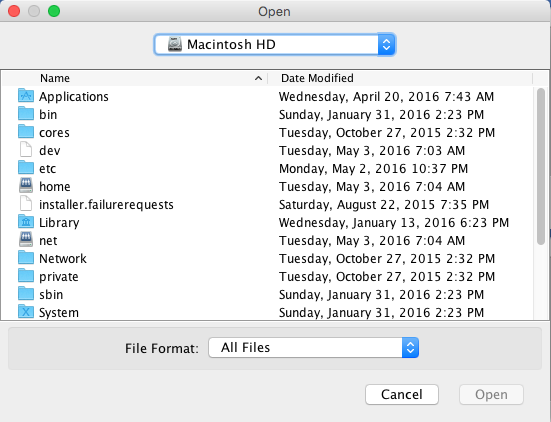 Open
Macintosh HD
Name Date Modified
Applications Wednesday, April 20, 2016 7:43 AM
bin Sunday, January 31, 2016 2:23 PM
cores Tuesday, October 27, 2015 2:32 PM
dev Tuesday, May 3, 2016 7:03 AM
etc Monday, May 2, 2016 10:37 PM
home Tuesday, May 3, 2016 7:04 AM
installer.failurerequests Saturday, August 22, 2015 7:35 PM
Library Wednesday, January 13, 2016 6:23 PM
net Tuesday, May 3, 2016 7:04 AM
Network Tuesday, October 27, 2015 2:32 PM
private Tuesday, October 27, 2015 2:32 PM
sbin Sunday, January 31, 2016 2:23 PM
System Sunday, January 31, 2016 2:23 PM
File Format: All Files
Cancel Open